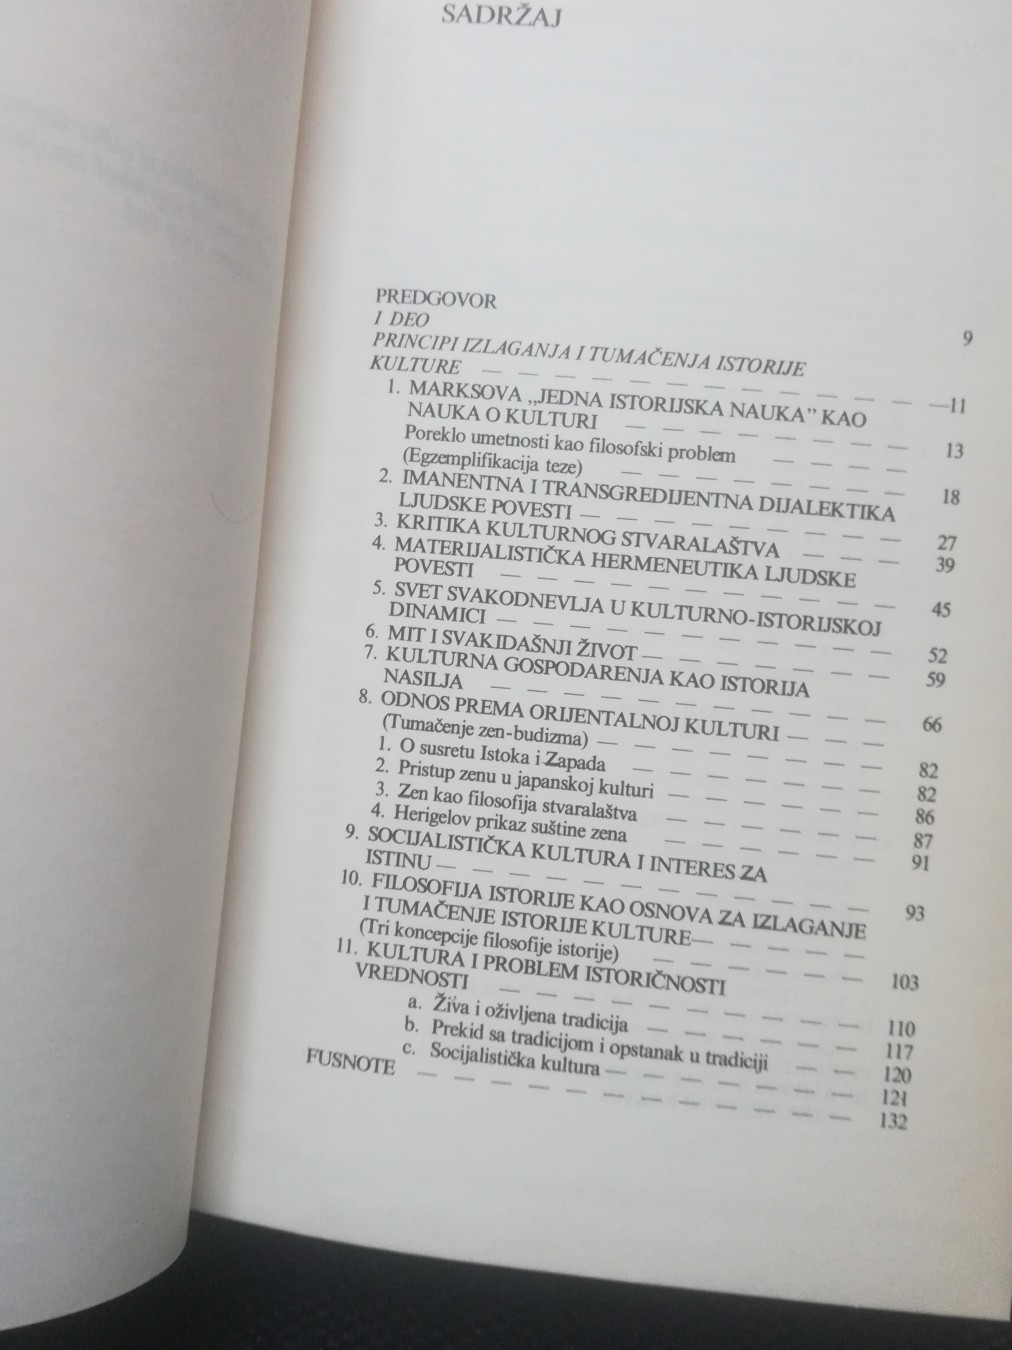 SADRŽAJ
PREDGOVOR 9
I DEO
PRINCIPI IZLAGANJA I TUMAČENJA ISTORIJE
KULTURE — — — — — — — — — — —11
1. MARKSOVA „JEDNA ISTORIJSKA NAUKA” KAO
NAUKA O KULTURI — — — — — — — — 13
Poreklo umetnosti kao filosofski problem — — — —
(Egzemplifikacija teze) — — — — — — — — 18
2. IMANENTNA I TRANSGREDIJENTNA DIJALEKTIKA
LJUDSKE POVESTI — — — — — — — — — 27
3. KRITIKA KULTURNOG STVARALAŠTVA — — — 39
4. MATERIJALISTIČKA HERMENEUTIKA LJUDSKE
POVESTI — — — — — — — — — — — 45
5. SVET SVAKODNEVLJA U KULTURNO-ISTORIJSKOJ
DINAMICI — — — — — — — — — — — 52
6. MIT I SVAKIDAŠNJI ŽIVOT — — — — — — — 59
7. KULTURNA GOSPODARENJA KAO ISTORIJA
NASILJA — — — — — — — — — — — 66
8. ODNOS PREMA ORIJENTALNOJ KULTURI — — —
(Tumačenje zen-budizma) — — — — — — — — 82
1. O susretu Istoka i Zapada — — — — — — — 82
2. Pristup zenu u japanskoj kulturi — — — — — — 86
3. Zen kao filosofija stvaralaštva — — — — — — 87
4. Herigelov prikaz suštine zena — — — — — — 91
9. SOCIJALISTIČKA KULTURA I INTERES ZA
ISTINU — — — — — — — — — — — — 93
10. FILOSOFIJA ISTORIJE KAO OSNOVA ZA IZLAGANJE
I TUMAČENJE ISTORIJE KULTURE— — — — —
(Tri koncepcije filosofije istorije) — — — — — — 103
11. KULTURA I PROBLEM ISTORIČNOSTI
VREDNOSTI — — — — — — — — — — 110
a. Živa i oživljena tradicija — — — — — — 117
b. Prekid sa tradicijom i opstanak u tradiciji — — 120
c. Socijalistička kultura — — — — — — — 121
FUSNOTE — — — — — — — — — — — — 132